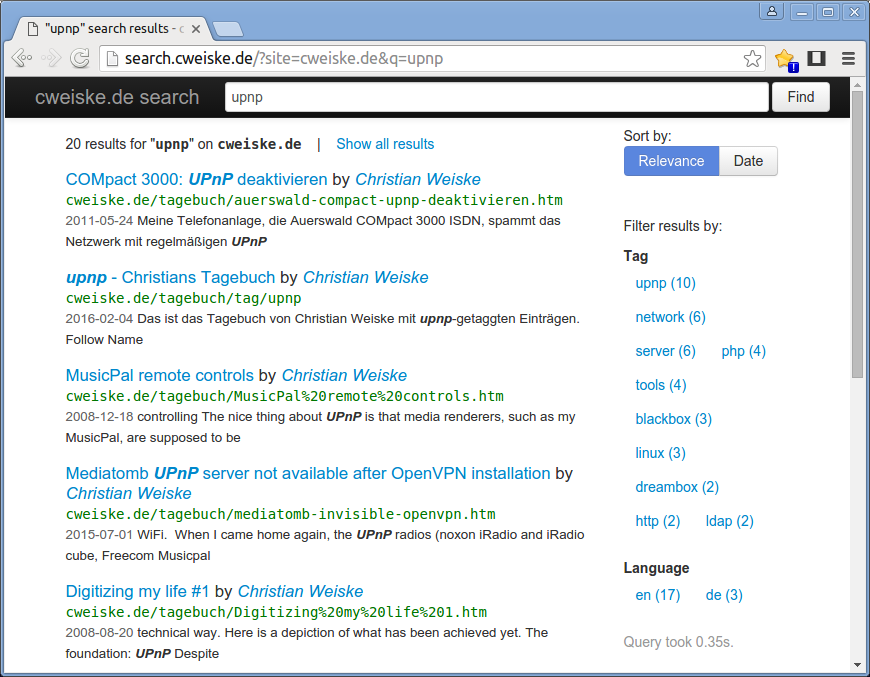 "upnp" search results - c
search.cweiske.de/?site=cweiske.de&q=upnp
cweiske.de search
upnp
Find
20 results for "upnp" on cweiske.de | Show all results
COMpact 3000: UPnP deaktivieren by Christian Weiske
cweiske.de/tagebuch/auerswald-compact-upnp-deaktivieren.htm
2011-05-24 Meine Telefonanlage, die Auerswald COMpact 3000 ISDN, spammt das
Netzwerk mit regelmäßigen UPnP
upnp - Christians Tagebuch by Christian Weiske
cweiske.de/tagebuch/tag/upnp
2016-02-04 Das ist das Tagebuch von Christian Weiske mit upnp-getaggten Einträgen.
Follow Name
MusicPal remote controls by Christian Weiske
cweiske.de/tagebuch/MusicPal%20remote%20controls.htm
2008-12-18 controlling The nice thing about UPnP is that media renderers, such as my
MusicPal, are supposed to be
Mediatomb UPnP server not available after OpenVPN installation by
Christian Weiske
cweiske.de/tagebuch/mediatomb-invisible-openvpn.htm
2015-07-01 WiFi. When I came home again, the UPnP radios (noxon iRadio and iRadio
cube, Freecom Musicpal
Digitizing my life #1 by Christian Weiske
cweiske.de/tagebuch/Digitizing%20my%20life%201.htm
2008-08-20 technical way. Here is a depiction of what has been achieved yet. The
foundation: UPnP Despite
Sort by:
Relevance Date
Filter results by:
Tag
upnp (10)
network (6)
server (6) php (4)
tools (4)
blackbox (3)
linux (3)
dreambox (2)
http (2) ldap (2)
Language
en (17) de (3)
Query took 0.35s.